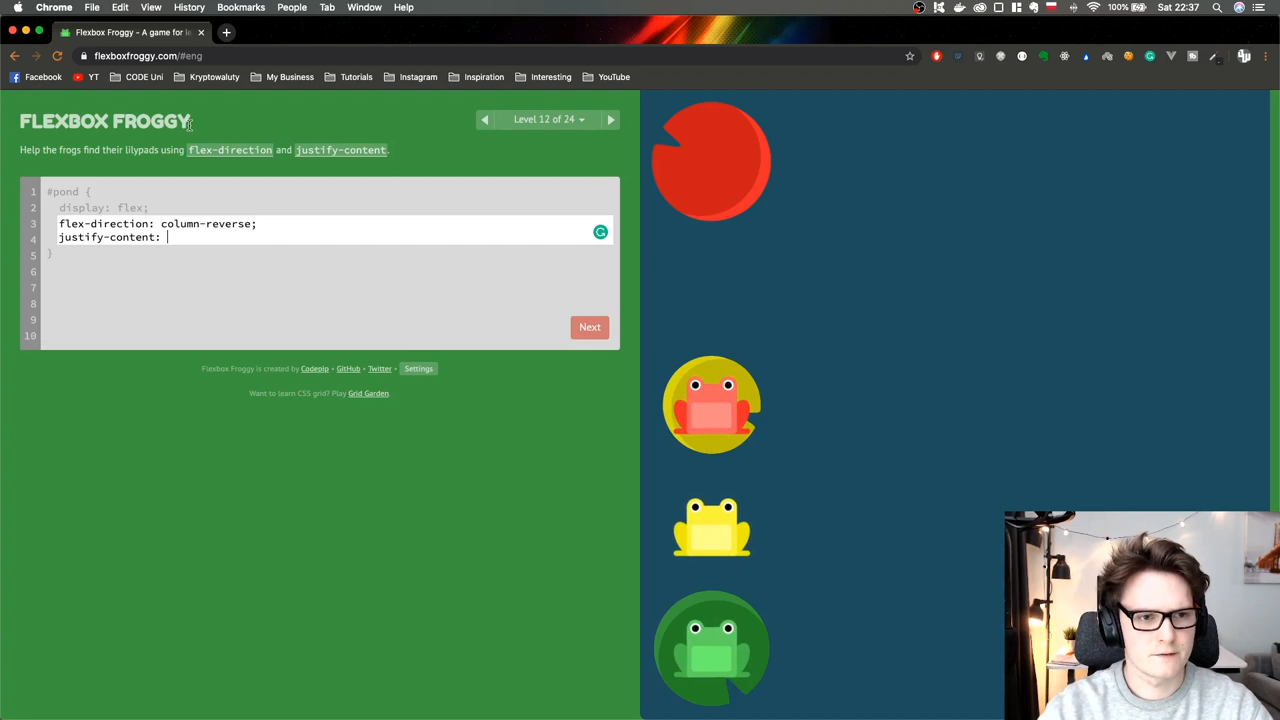 Chrome File Edit View History Bookmarks People Tab Window Help
100% Sat 22:37
Flexbox Froggy - A game for le
flexboxfroggy.com/#eng
Facebook YT CODE Uni Kryptowaluty My Business Tutorials Instagram Inspiration Interesting YouTube
FLEXBOX FROGGY
Level 12 of 24
Help the frogs find their lilypads using flex-direction and justify-content.
1 #pond {
2 display: flex;
3 flex-direction: column-reverse;
4 justify-content:
5 }
6
7
8
9
10
Next
Flexbox Froggy is created by Codepip • GitHub • Twitter • Settings
Want to learn CSS grid? Play Grid Garden.